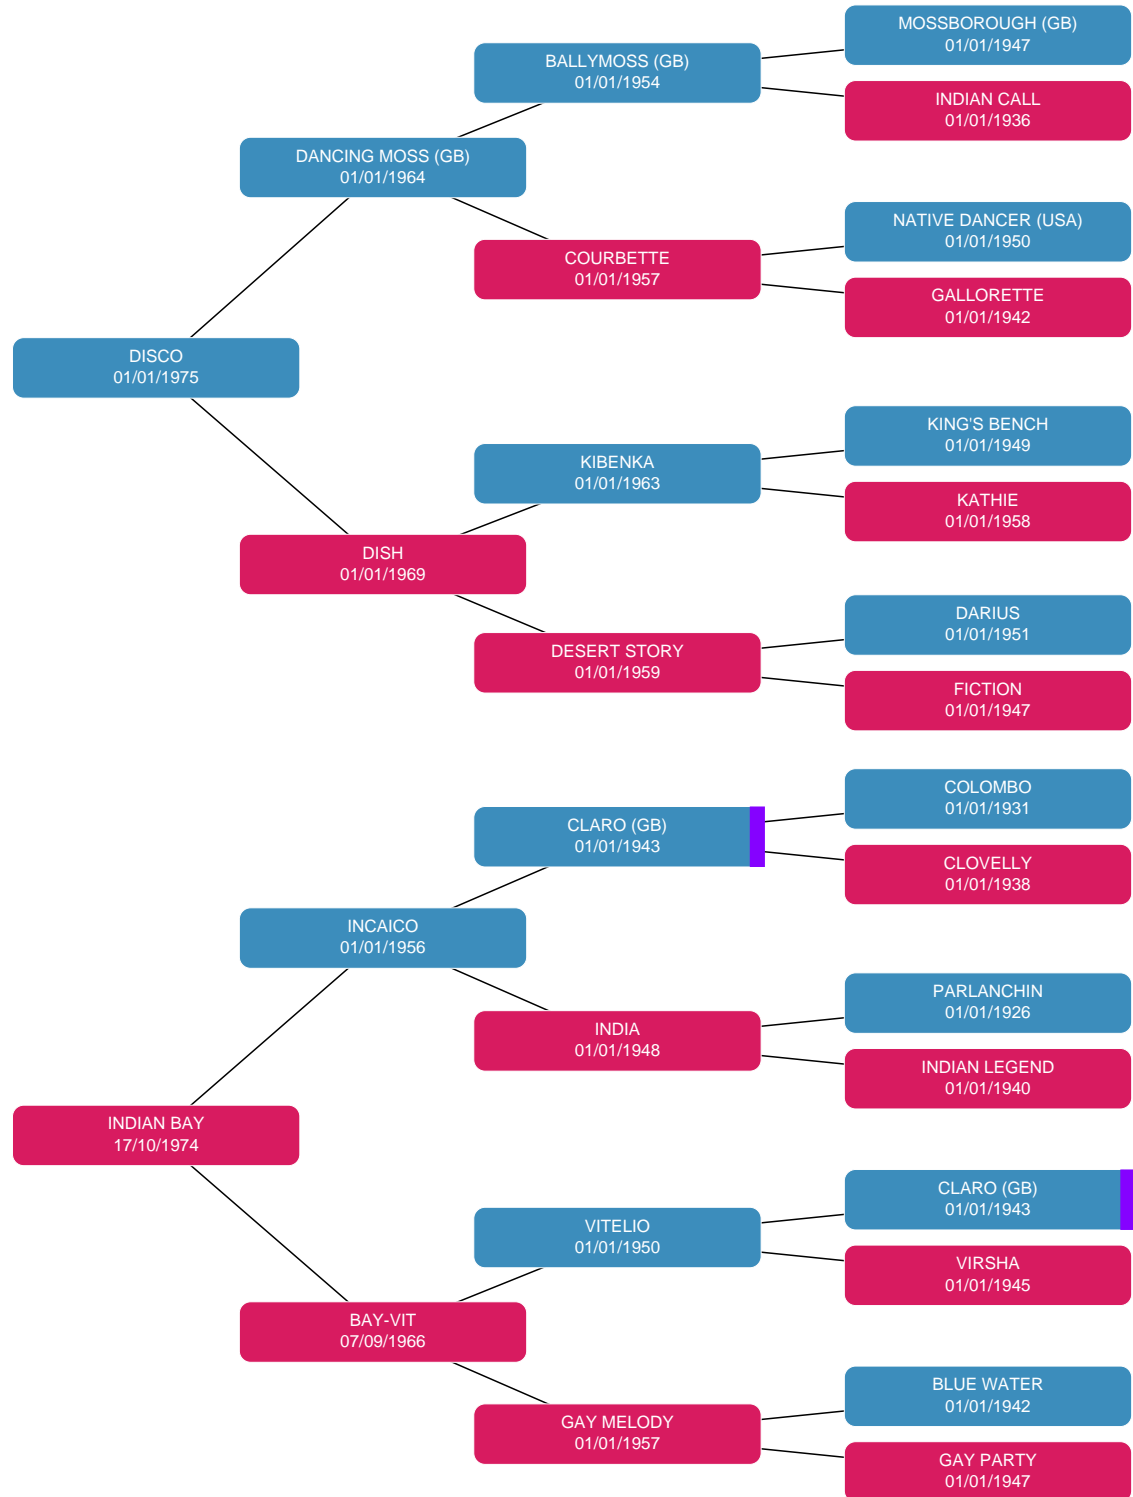 MOSSBOROUGH (GB)
01/01/1947
BALLYMOSS (GB)
01/01/1954
INDIAN CALL
01/01/1936
DANCING MOSS (GB)
01/01/1964
NATIVE DANCER (USA)
01/01/1950
COURBETTE
01/01/1957
GALLORETTE
01/01/1942
DISCO
01/01/1975
KING'S BENCH
01/01/1949
KIBENKA
01/01/1963
KATHIE
01/01/1958
DISH
01/01/1969
DARIUS
01/01/1951
DESERT STORY
01/01/1959
FICTION
01/01/1947
COLOMBO
01/01/1931
CLARO (GB)
01/01/1943
CLOVELLY
01/01/1938
INCAICO
01/01/1956
PARLANCHIN
01/01/1926
INDIA
01/01/1948
INDIAN LEGEND
01/01/1940
INDIAN BAY
17/10/1974
CLARO (GB)
01/01/1943
VITELIO
01/01/1950
VIRSHA
01/01/1945
BAY-VIT
07/09/1966
BLUE WATER
01/01/1942
GAY MELODY
01/01/1957
GAY PARTY
01/01/1947